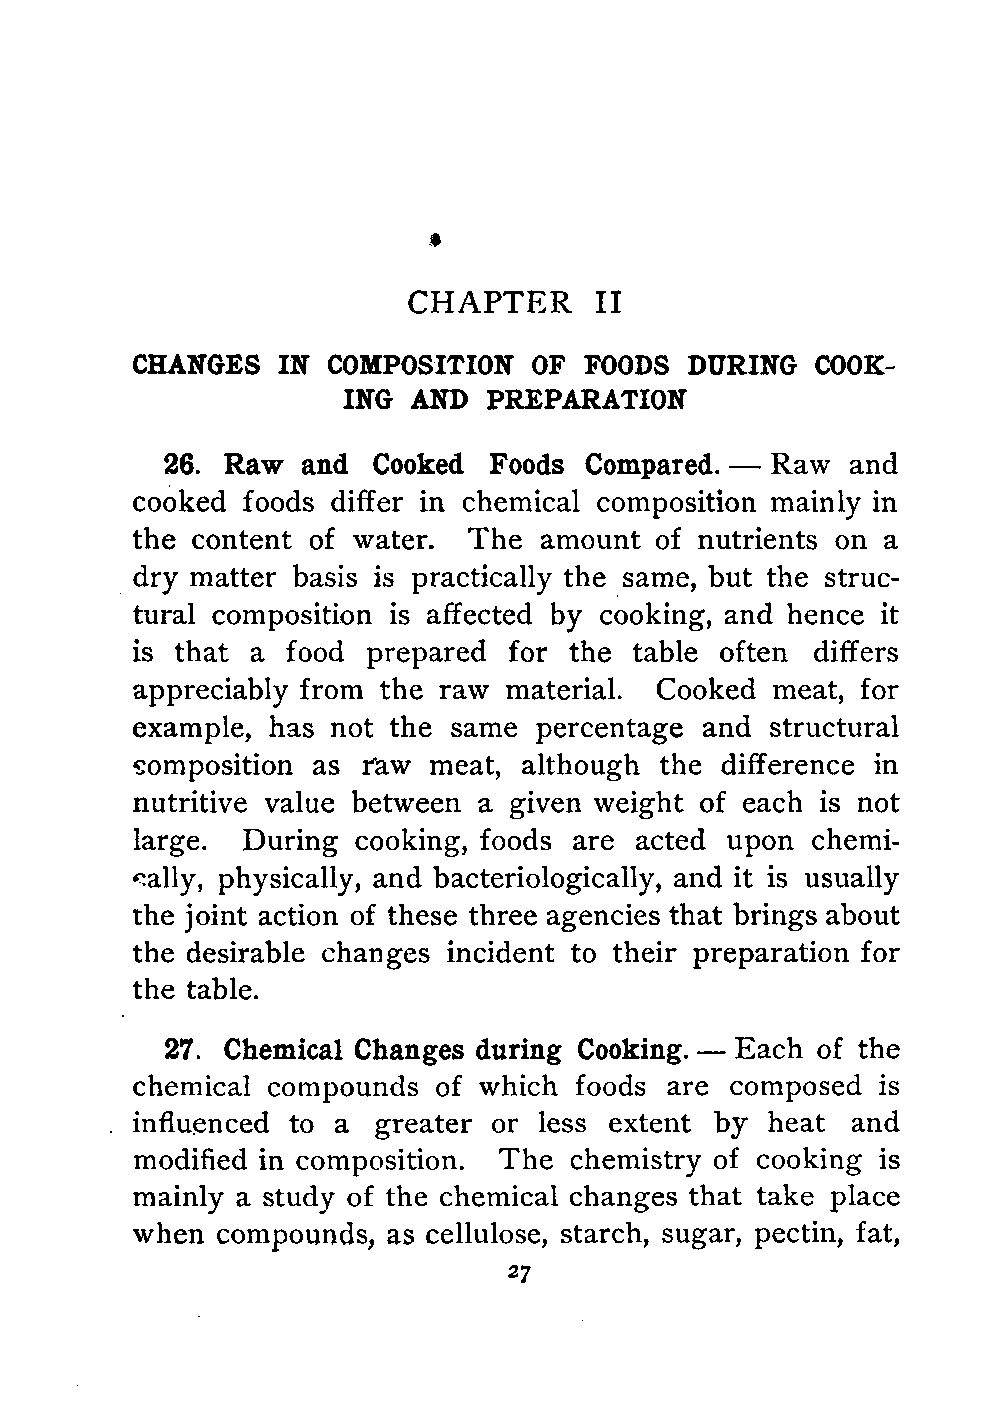 CHAPTER II
CHANGES IN COMPOSITION OF FOODS DURING COOK-
ING AND PREPARATION
26. Raw and Cooked Foods Compared. — Raw and
cooked foods differ in chemical composition mainly in
the content of water. The amount of nutrients on a
dry matter basis is practically the same, but the struc-
tural composition is affected by cooking, and hence it
is that a food prepared for the table often differs
appreciably from the raw material. Cooked meat, for
example, has not the same percentage and structural
composition as raw meat, although the difference in
nutritive value between a given weight of each is not
large. During cooking, foods are acted upon chemi-
cally, physically, and bacteriologically, and it is usually
the joint action of these three agencies that brings about
the desirable changes incident to their preparation for
the table.
27. Chemical Changes during Cooking. — Each of the
chemical compounds of which foods are composed is
influenced to a greater or less extent by heat and
modified in composition. The chemistry of cooking is
mainly a study of the chemical changes that take place
when compounds, as cellulose, starch, sugar, pectin, fat,
27